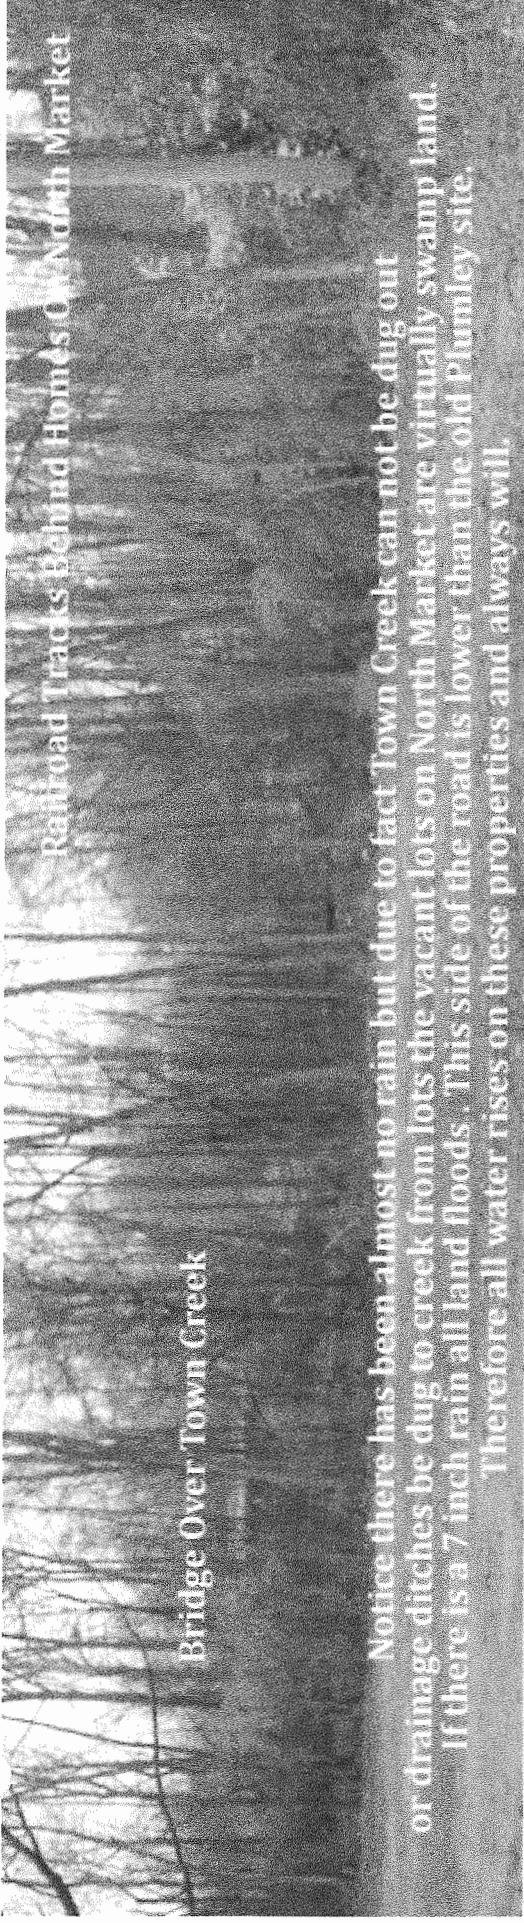 Railroad Tracks Behind Homes On North Market
Bridge Over Town Creek
Notice there has been almost no rain but due to fact Town Creek can not be dug out
or drainage ditches be dug to creek from lots the vacant lots on North Market are virtually swamp land.
If there is a 7 inch rain all land floods. This side of the road is lower than the old Plumley site.
Therefore all water rises on these properties and always will.